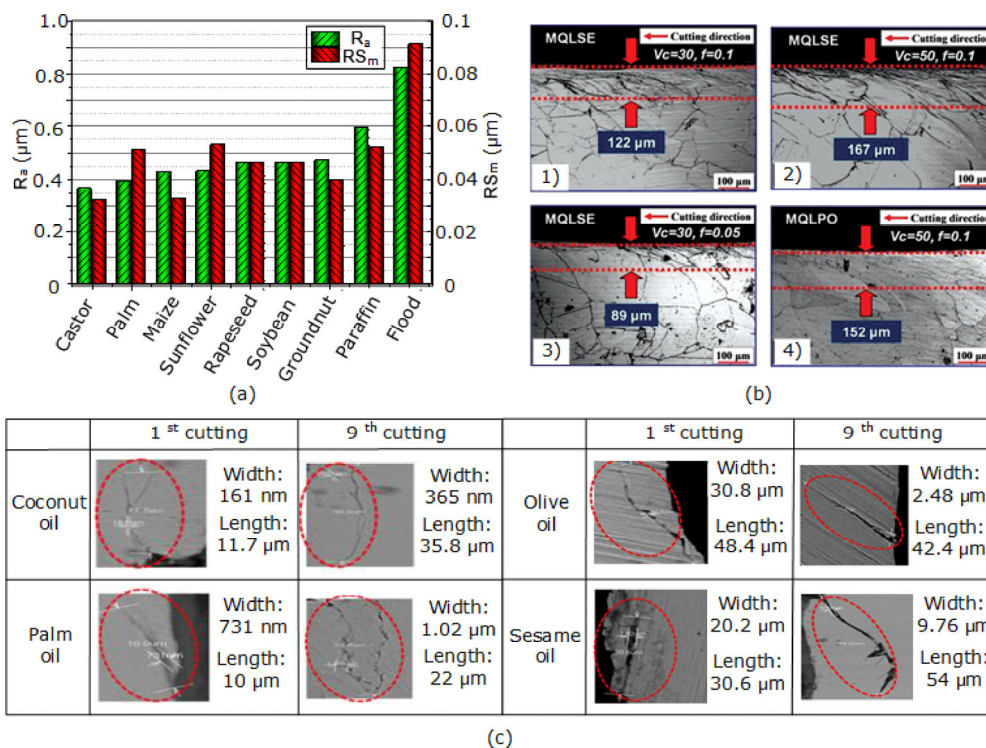 1.0
0.8
0.6
0.4
0.2
0
Rₐ (µm)
Rₐ
RSₘ
0.1
0.08
0.06
0.04
0.02
0
RSₘ (µm)
Castor
Palm
Maize
Sunflower
Rapeseed
Soybean
Groundnut
Paraffin
Flood
(a)
MQLSE
Cutting direction
Vc=30, f=0.1
122 µm
1)
100 µm
MQLSE
Cutting direction
Vc=50, f=0.1
167 µm
2)
100 µm
MQLSE
Cutting direction
Vc=30, f=0.05
89 µm
3)
100 µm
MQLPO
Cutting direction
Vc=50, f=0.1
152 µm
4)
100 µm
(b)
1 st cutting
9 th cutting
1 st cutting
9 th cutting
Coconut
oil
Width:
161 nm
Length:
11.7 µm
Width:
365 nm
Length:
35.8 µm
Olive
oil
Width:
30.8 µm
Length:
48.4 µm
Width:
2.48 µm
Length:
42.4 µm
Palm
oil
Width:
731 nm
Length:
10 µm
Width:
1.02 µm
Length:
22 µm
Sesame
oil
Width:
20.2 µm
Length:
30.6 µm
Width:
9.76 µm
Length:
54 µm
(c)